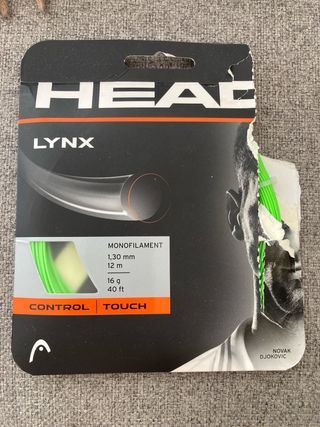 HEAD
LYNX
MONOFILAMENT
1,30 mm
12 m
16 g
40 ft
CONTROL | TOUCH
NOVAK
DJOKOVIC